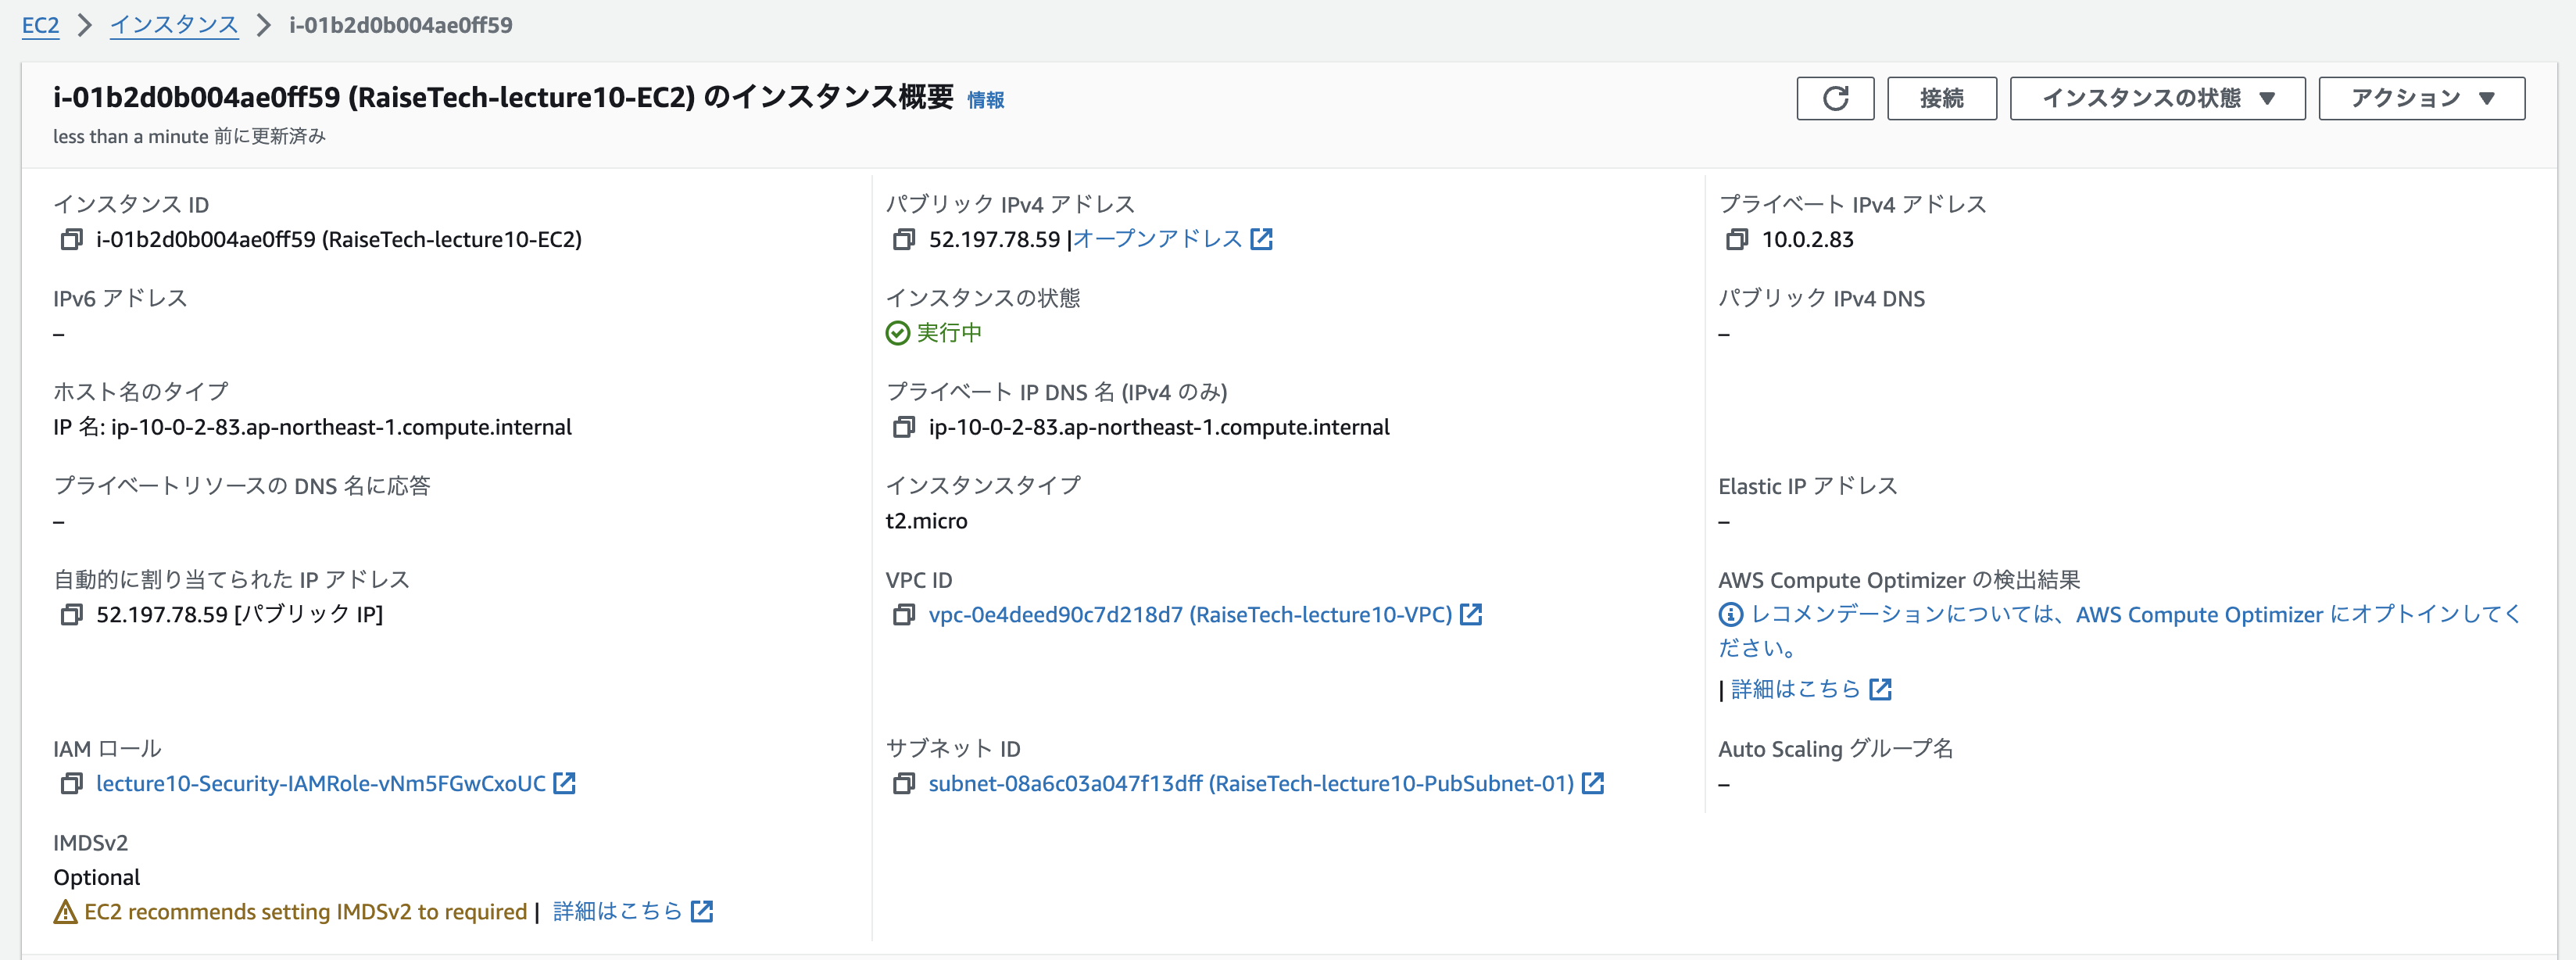 EC2 > インスタンス > i-01b2d0b004ae0ff59
i-01b2d0b004ae0ff59 (RaiseTech-lecture10-EC2) のインスタンス概要 情報
less than a minute 前に更新済み
接続
インスタンスの状態 ▼
アクション ▼
インスタンス ID
i-01b2d0b004ae0ff59 (RaiseTech-lecture10-EC2)
パブリック IPv4 アドレス
52.197.78.59 |オープンアドレス
プライベート IPv4 アドレス
10.0.2.83
IPv6 アドレス
–
インスタンスの状態
実行中
パブリック IPv4 DNS
–
ホスト名のタイプ
IP 名: ip-10-0-2-83.ap-northeast-1.compute.internal
プライベート IP DNS 名 (IPv4 のみ)
ip-10-0-2-83.ap-northeast-1.compute.internal
プライベートリソースの DNS 名に応答
–
インスタンスタイプ
t2.micro
Elastic IP アドレス
–
自動的に割り当てられた IP アドレス
52.197.78.59 [パブリック IP]
VPC ID
vpc-0e4deed90c7d218d7 (RaiseTech-lecture10-VPC)
AWS Compute Optimizer の検出結果
レコメンデーションについては、AWS Compute Optimizer にオプトインしてく
ださい。
| 詳細はこちら
IAM ロール
lecture10-Security-IAMRole-vNm5FGwCxoUC
サブネット ID
subnet-08a6c03a047f13dff (RaiseTech-lecture10-PubSubnet-01)
Auto Scaling グループ名
–
IMDSv2
Optional
EC2 recommends setting IMDSv2 to required | 詳細はこちら